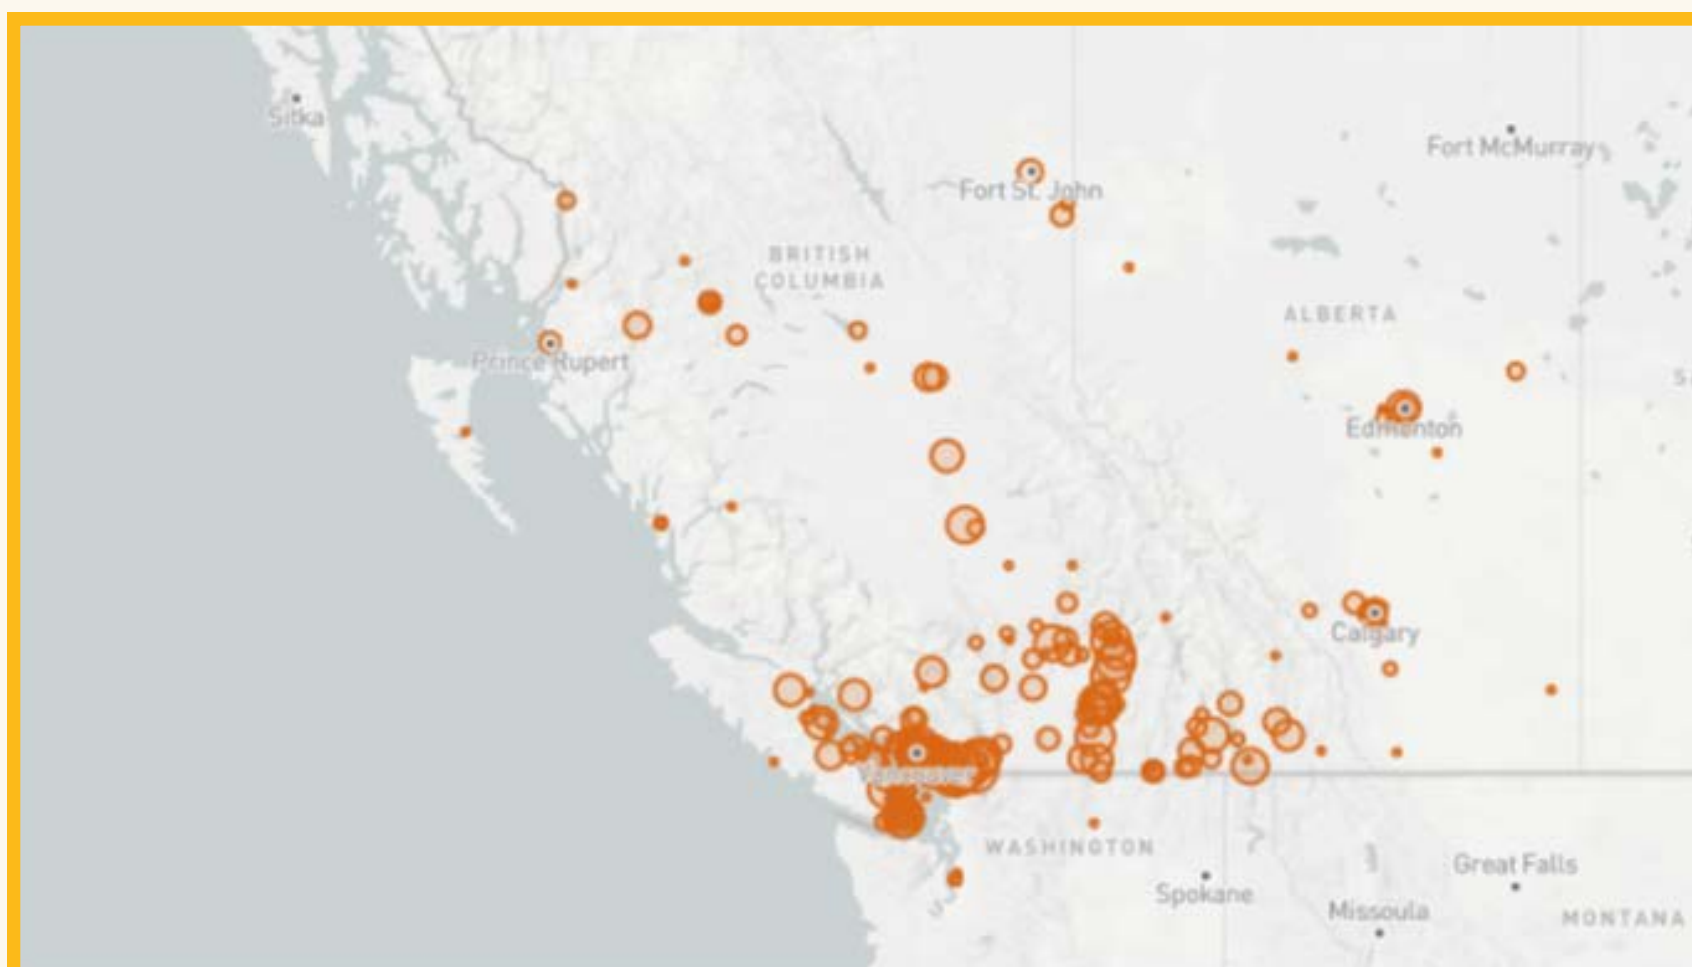 Sitka
Fort McMurray
Fort St. John
BRITISH
COLUMBIA
ALBERTA
Prince Rupert
Edmonton
Calgary
Vancouver
WASHINGTON
Great Falls
Spokane
Missoula
MONTANA